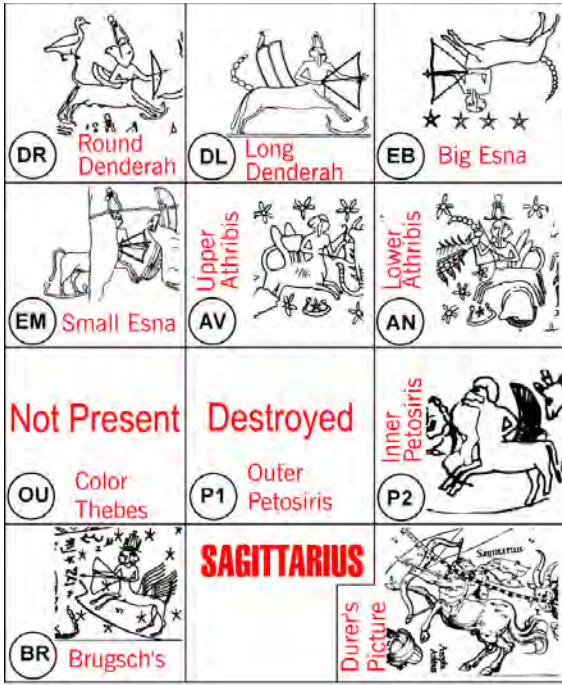 DR
Round
Denderah
DL
Long
Denderah
EB
Big Esna
EM
Small Esna
AV
Upper
Athribis
AN
Lower
Athribis
Not Present
OU
Color
Thebes
Destroyed
P1
Outer
Petosiris
P2
Inner
Petosiris
BR
Brugsch's
SAGITTARIUS
Durer's
Picture
Sagittarius